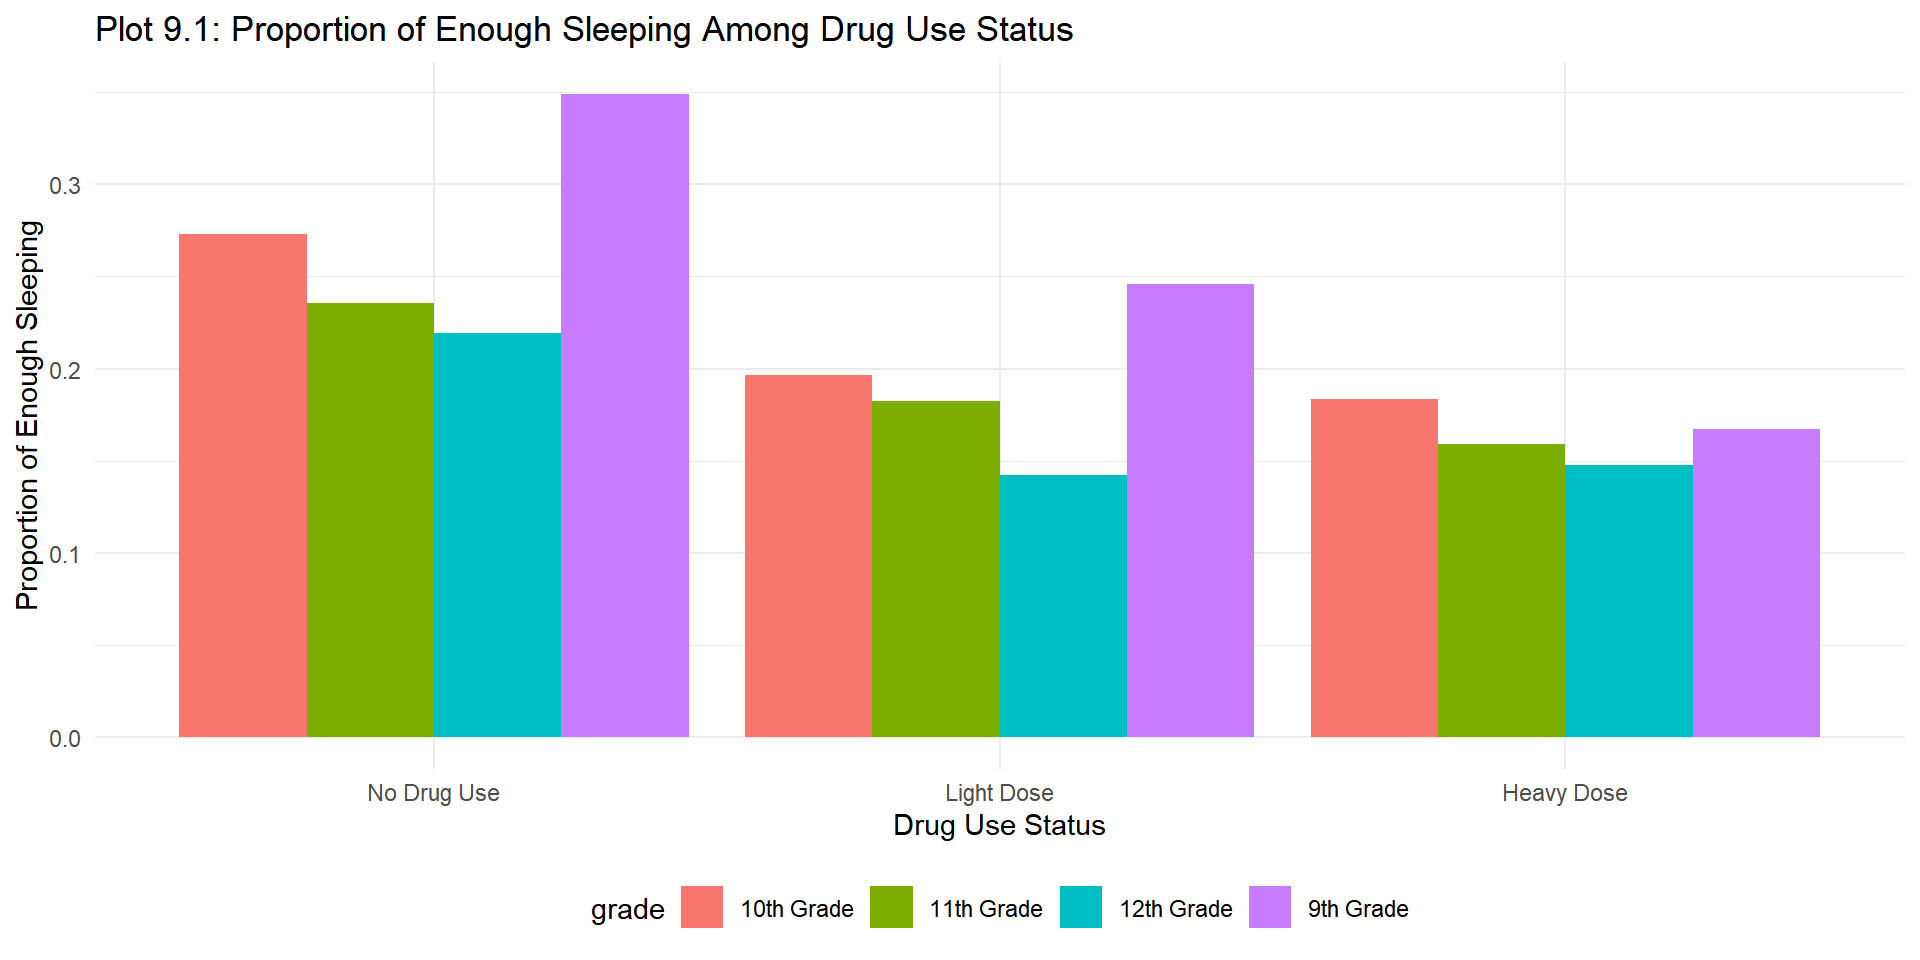 Plot 9.1: Proportion of Enough Sleeping Among Drug Use Status
Proportion of Enough Sleeping
0.3
0.2
0.1
0.0
No Drug Use
Light Dose
Heavy Dose
Drug Use Status
grade
10th Grade
11th Grade
12th Grade
9th Grade